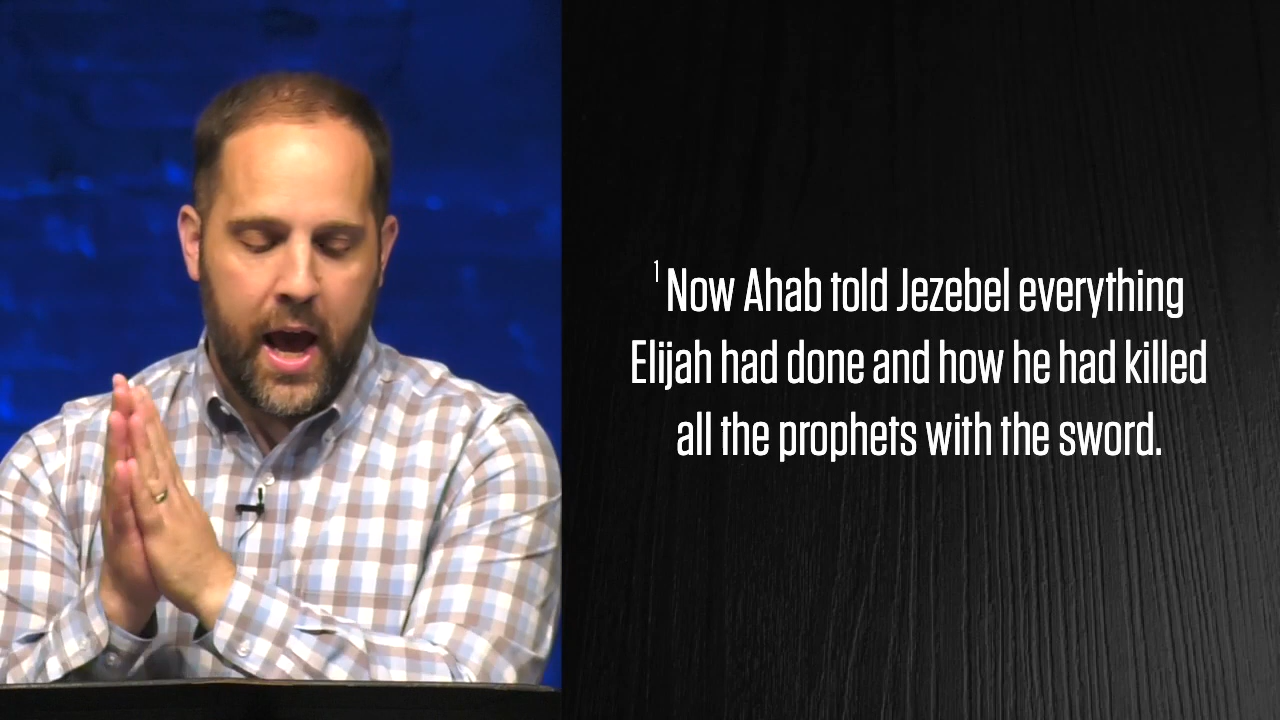 1 Now Ahab told Jezebel everything
Elijah had done and how he had killed
all the prophets with the sword.